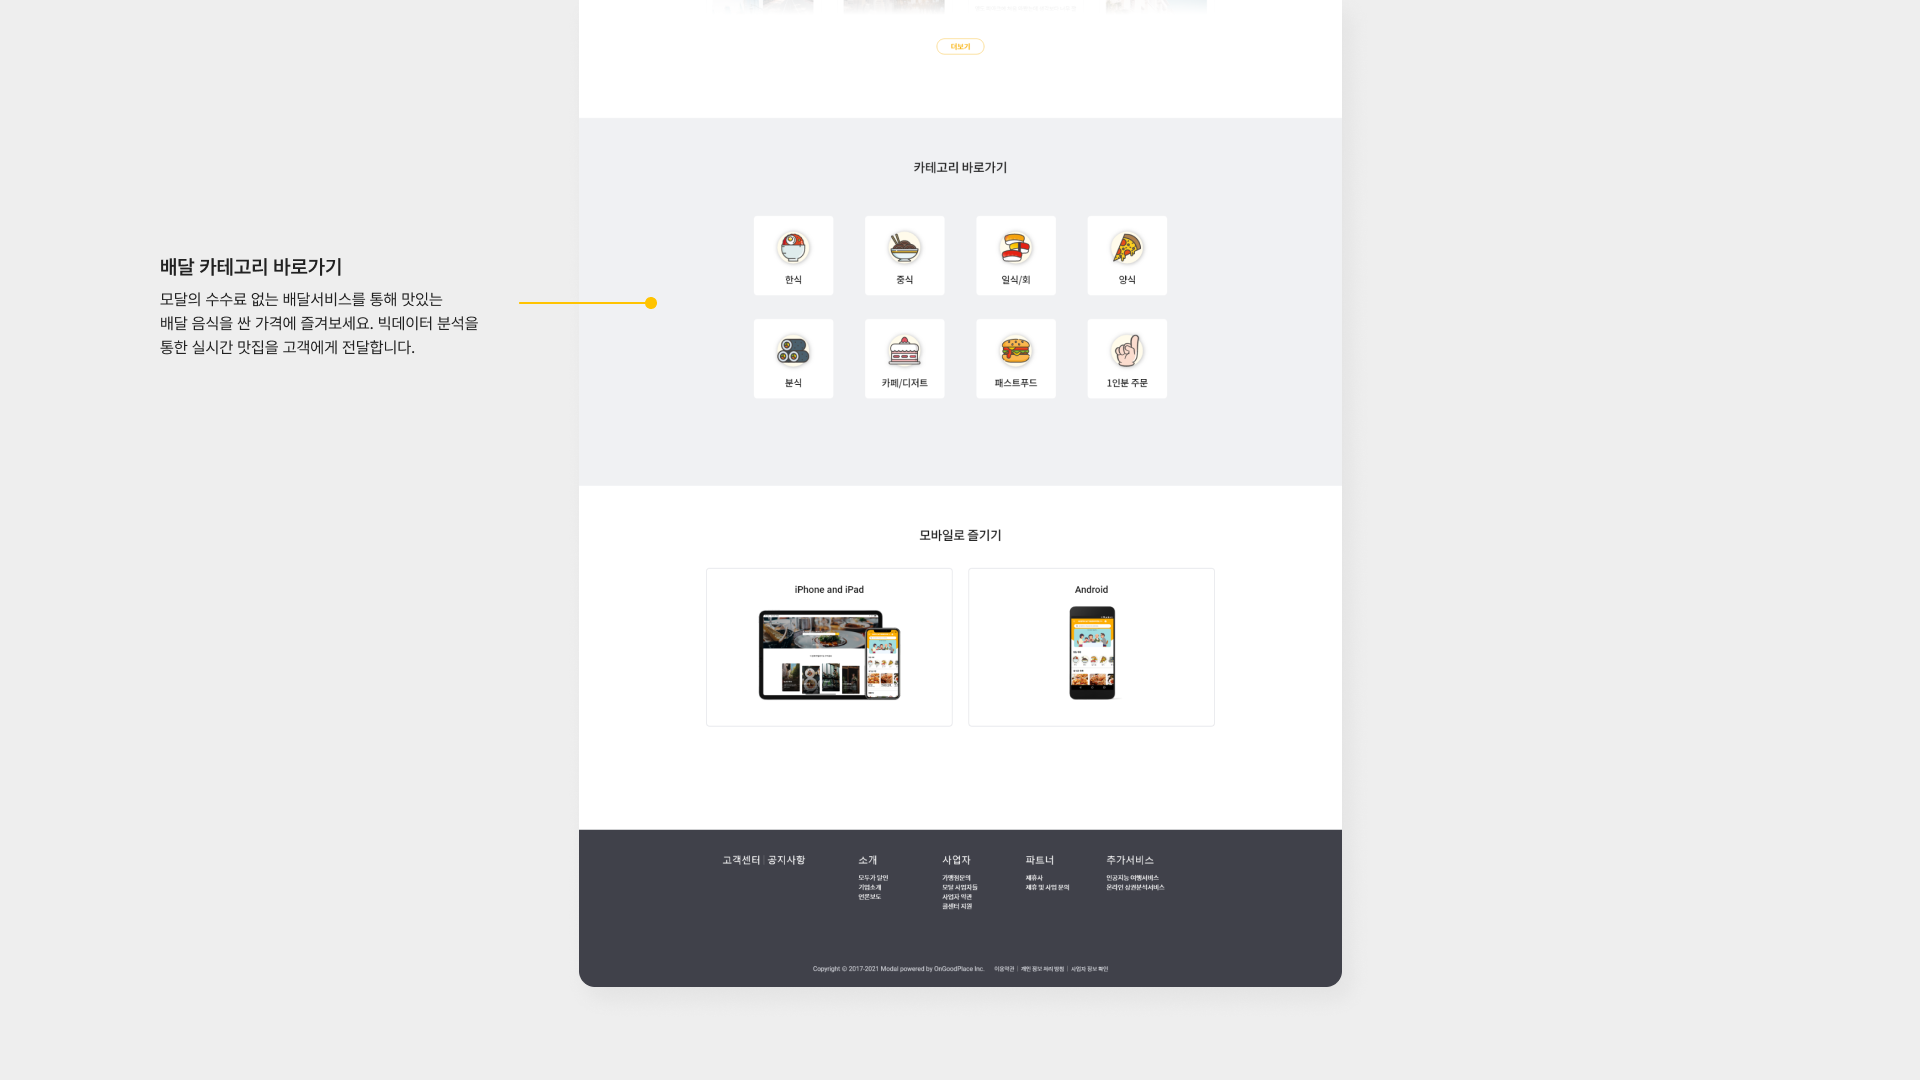 더보기
카테고리 바로가기
한식
중식
일식/회
양식
배달 카테고리 바로가기
모달의 수수료 없는 배달서비스를 통해 맛있는
배달 음식을 싼 가격에 즐겨보세요. 빅데이터 분석을
통한 실시간 맛집을 고객에게 전달합니다.
분식
카페/디저트
패스트푸드
1인분 주문
모바일로 즐기기
iPhone and iPad
Android
고객센터 | 공지사항
소개
모두가 달인
기업소개
언론보도
사업자
가맹점문의
모달 사업자들
사업자 약관
콜센터 지원
파트너
제휴사
제휴 및 사업 문의
추가서비스
인공지능 여행서비스
온라인 상권분석서비스
Copyright © 2017-2021 Modal powered by OnGoodPlace Inc. 이용약관 | 개인 정보 처리 방침 | 사업자 정보 확인